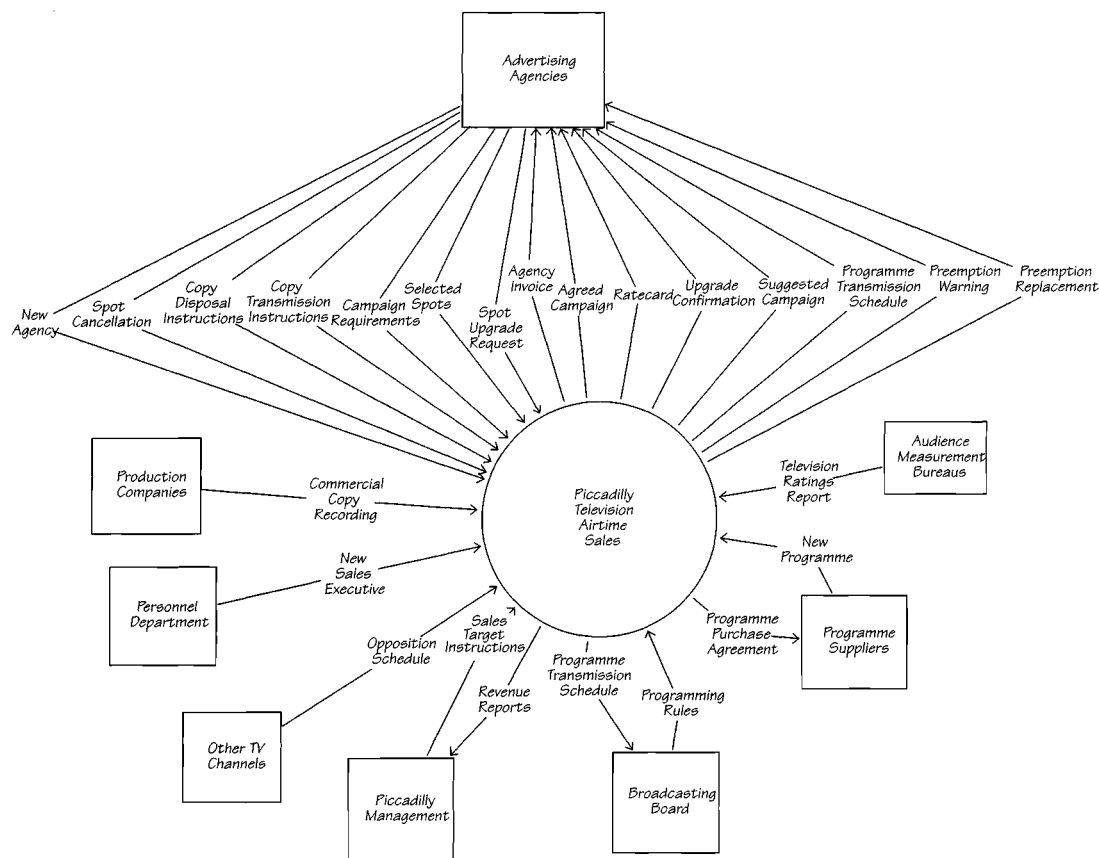 Advertising
Agencies
New
Agency
Spot
Cancellation
Copy
Disposal
Instructions
Copy
Transmission
Instructions
Campaign
Requirements
Selected
Spots
Spot
Upgrade
Request
Agency
Invoice
Agreed
Campaign
Ratecard
Upgrade
Confirmation
Suggested
Campaign
Programme
Transmission
Schedule
Preemption
Warning
Preemption
Replacement
Production
Companies
Commercial
Copy
Recording
Piccadilly
Television
Airtime
Sales
Television
Ratings
Report
Audience
Measurement
Bureaus
Personnel
Department
New
Sales
Executive
New
Programme
Programme
Purchase
Agreement
Programme
Suppliers
Opposition
Schedule
Sales
Target
Instructions
Revenue
Reports
Programme
Transmission
Schedule
Programming
Rules
Other TV
Channels
Piccadilly
Management
Broadcasting
Board